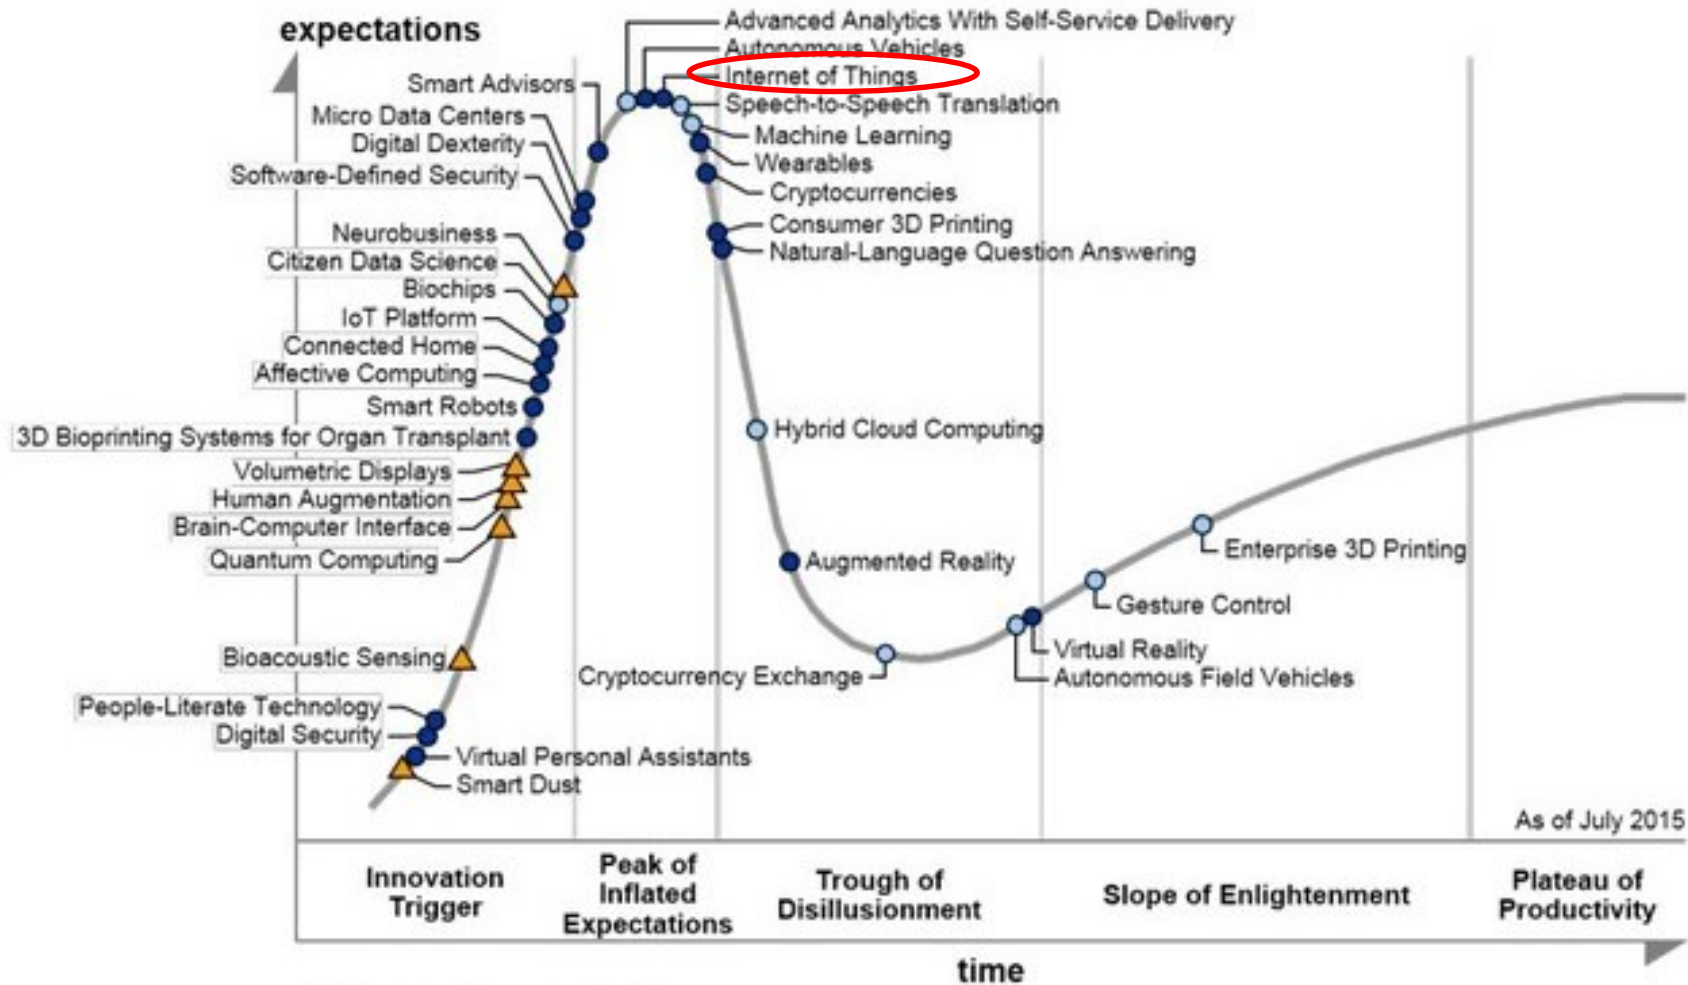 expectations
Advanced Analytics With Self-Service Delivery
Autonomous Vehicles
Internet of Things
Speech-to-Speech Translation
Machine Learning
Wearables
Cryptocurrencies
Consumer 3D Printing
Natural-Language Question Answering
Smart Advisors
Micro Data Centers
Digital Dexterity
Software-Defined Security
Neurobusiness
Citizen Data Science
Biochips
IoT Platform
Connected Home
Affective Computing
Smart Robots
3D Bioprinting Systems for Organ Transplant
Volumetric Displays
Human Augmentation
Brain-Computer Interface
Quantum Computing
Bioacoustic Sensing
People-Literate Technology
Digital Security
Virtual Personal Assistants
Smart Dust
Hybrid Cloud Computing
Augmented Reality
Cryptocurrency Exchange
Enterprise 3D Printing
Gesture Control
Virtual Reality
Autonomous Field Vehicles
As of July 2015
Innovation
Trigger
Peak of
Inflated
Expectations
Trough of
Disillusionment
Slope of Enlightenment
Plateau of
Productivity
time